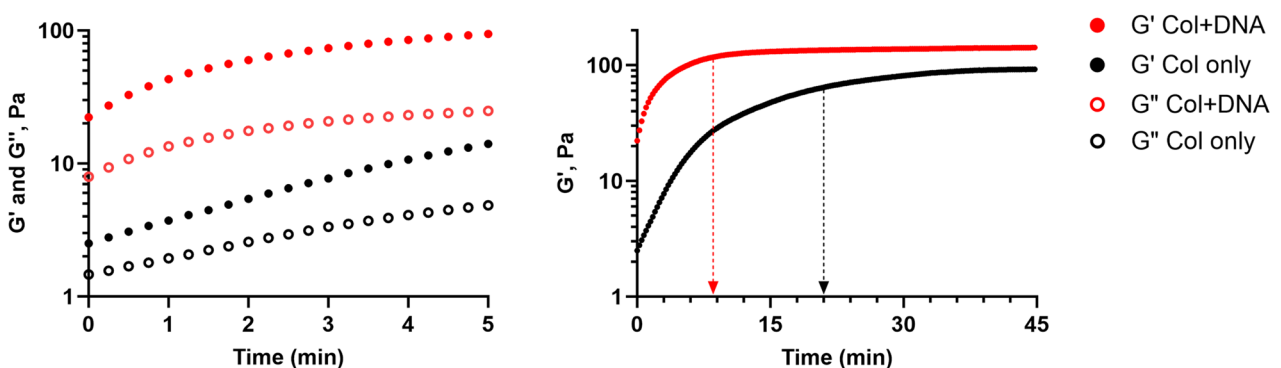 G' and G'', Pa
100
10
1
0 1 2 3 4 5
Time (min)
G', Pa
100
10
1
0 15 30 45
Time (min)
G' Col+DNA
G' Col only
G" Col+DNA
G" Col only